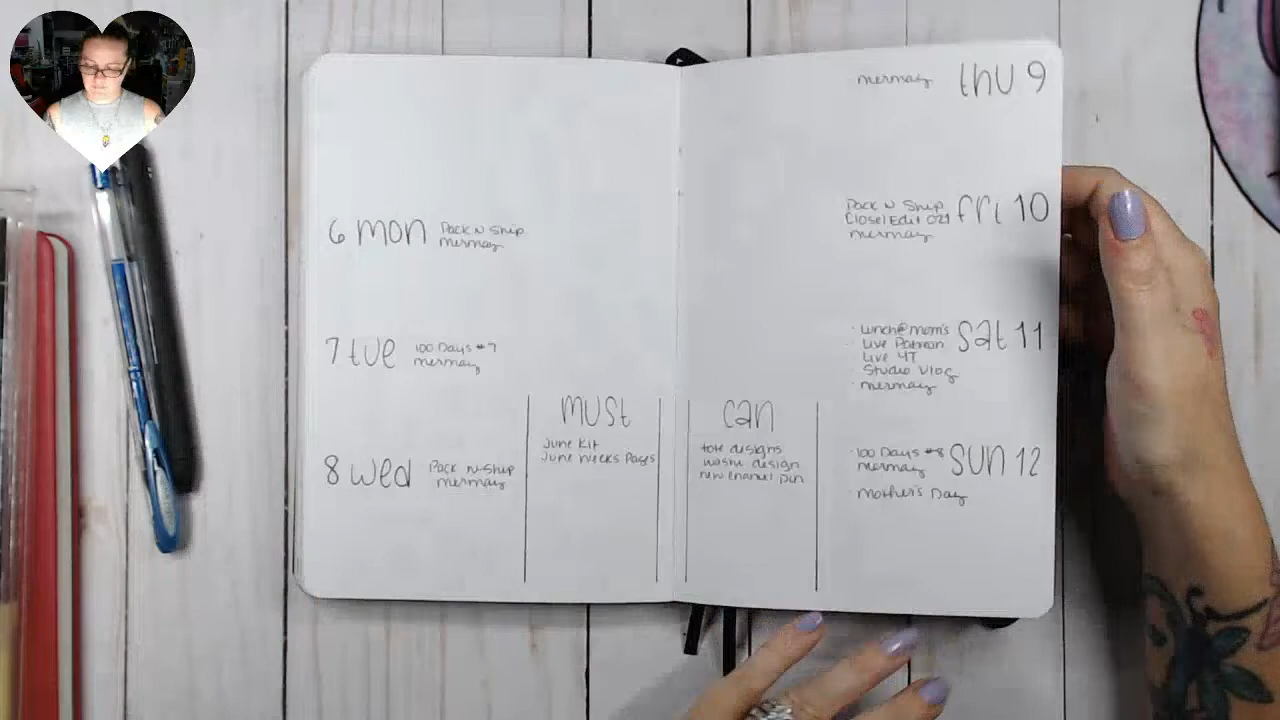 6 mon
Pack N Ship
mermay
7 tue
100 Days #7
mermay
8 wed
Pack N Ship
mermay
must
June Kit
June Weeks Pages
can
tote designs
washi design
new enamel pin
mermay
thu 9
Pack N Ship
Close/Edit 021
mermay
fri 10
· Lunch@mom's
· Live Patreon
Live YT
Studio Vlog
· mermay
sat 11
· 100 Days #8
mermay
· mother's Day
sun 12